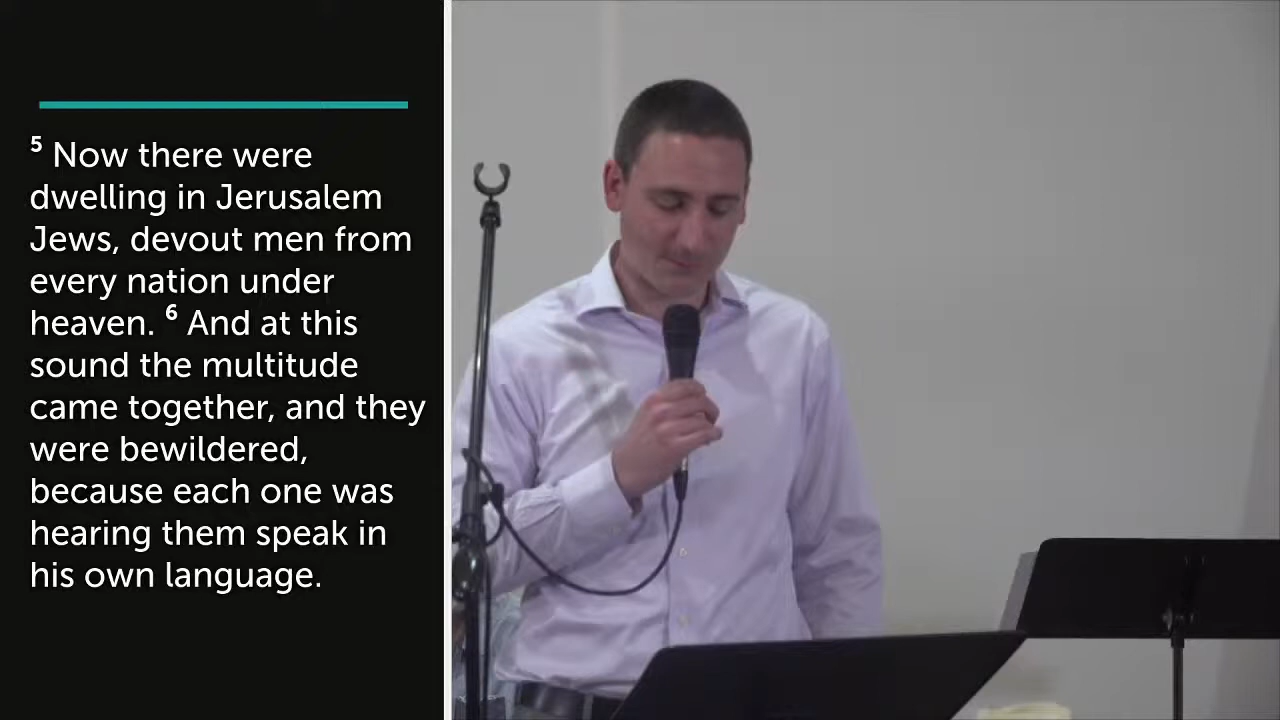 ⁵ Now there were
dwelling in Jerusalem
Jews, devout men from
every nation under
heaven. ⁶ And at this
sound the multitude
came together, and they
were bewildered,
because each one was
hearing them speak in
his own language.